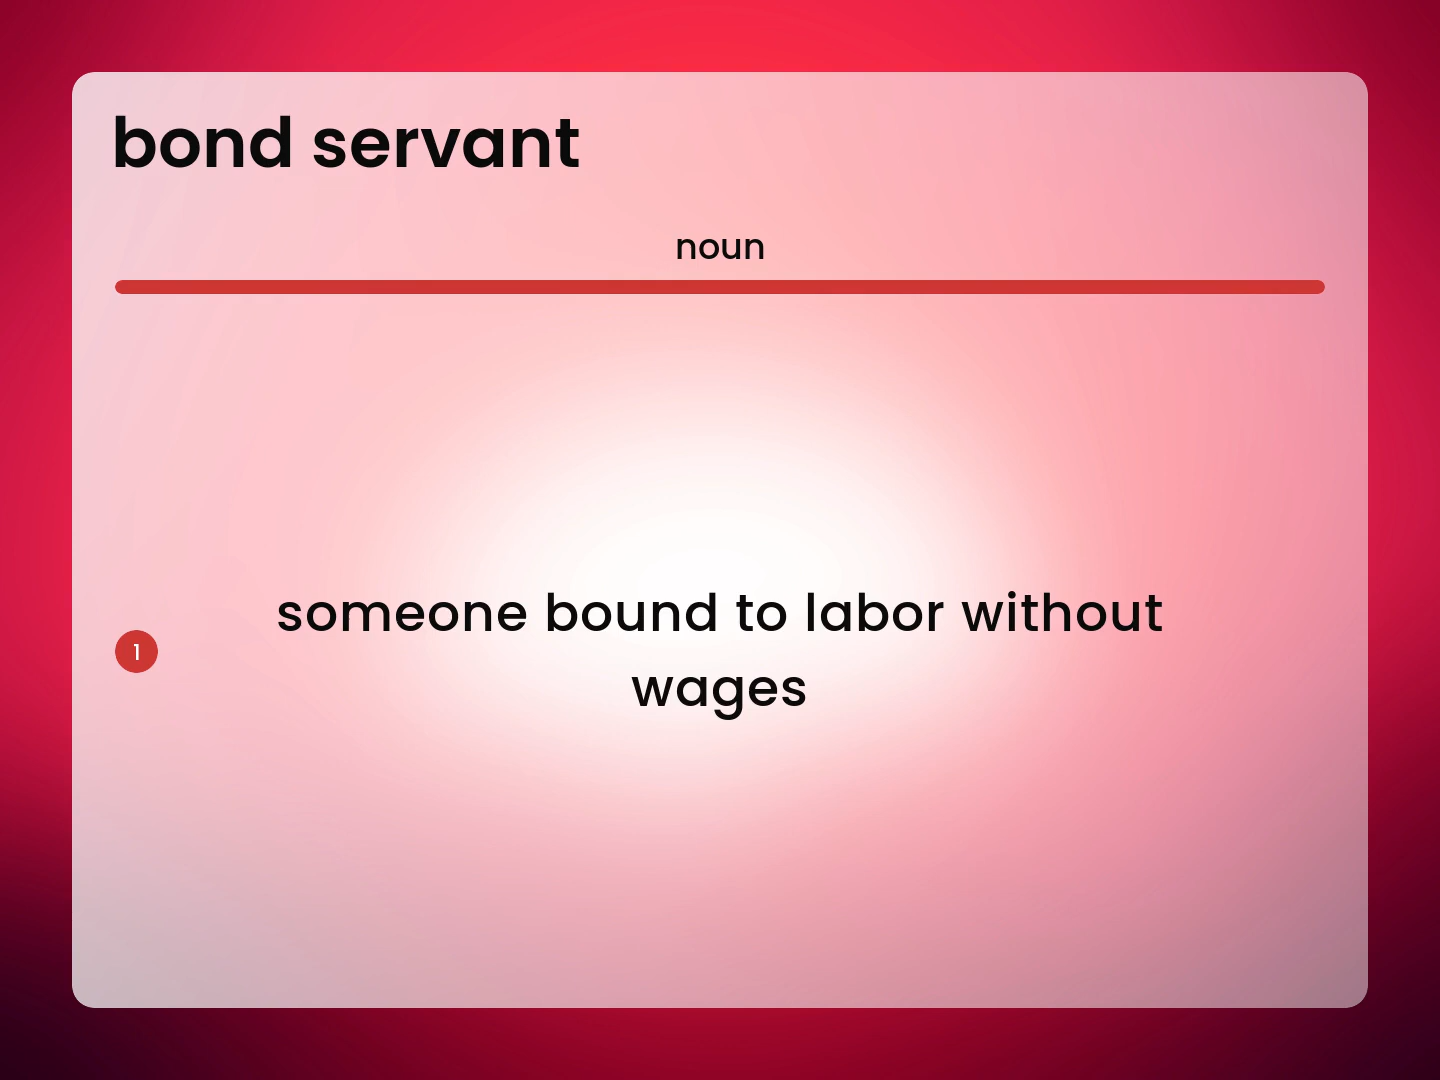 bond servant
noun
1
someone bound to labor without
wages